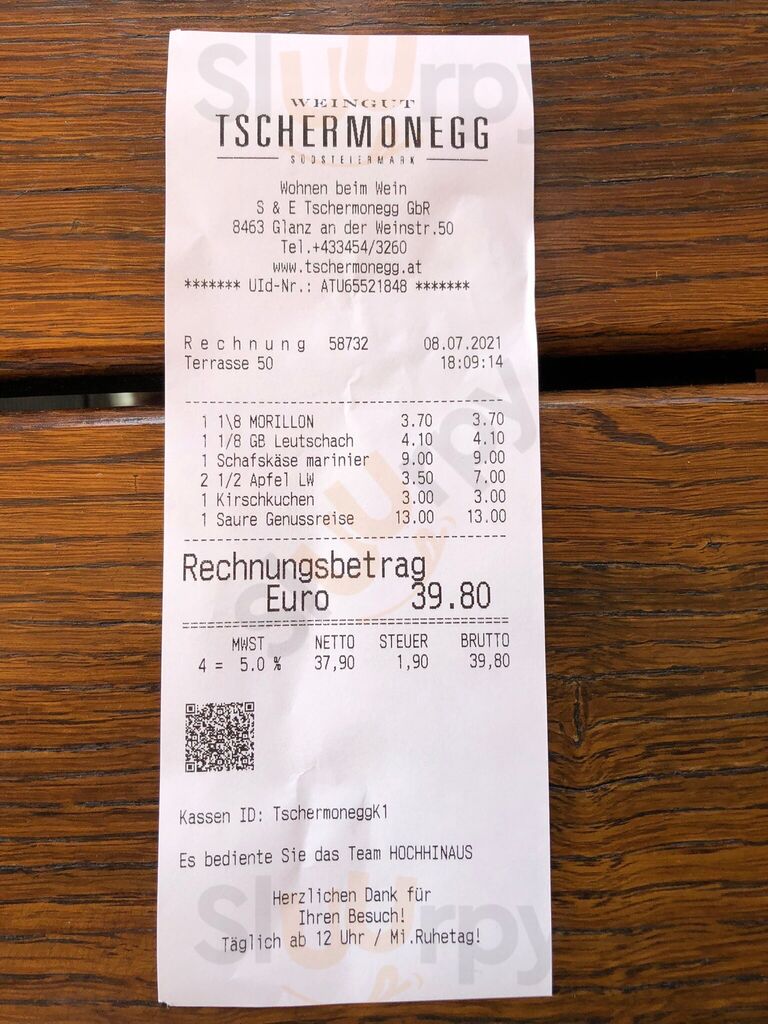 WEINGUT
TSCHERMONEGG
SÜDSTEIERMARK
Wohnen beim Wein
S & E Tschermonegg GbR
8463 Glanz an der Weinstr.50
Tel.+433454/3260
www.tschermonegg.at
******* UId-Nr.: ATU65521848 *******
Rechnung 58732 08.07.2021
Terrasse 50 18:09:14
1 1\8 MORILLON 3.70 3.70
1 1/8 GB Leutschach 4.10 4.10
1 Schafskäse marinier 9.00 9.00
2 1/2 Apfel LW 3.50 7.00
1 Kirschkuchen 3.00 3.00
1 Saure Genussreise 13.00 13.00
Rechnungsbetrag
Euro 39.80
MWST NETTO STEUER BRUTTO
4 = 5.0 % 37,90 1,90 39,80
Kassen ID: TschermoneggK1
Es bediente Sie das Team HOCHHINAUS
Herzlichen Dank für
Ihren Besuch!
Täglich ab 12 Uhr / Mi.Ruhetag!
Sluurpy
Sluurpy
Sluurpy